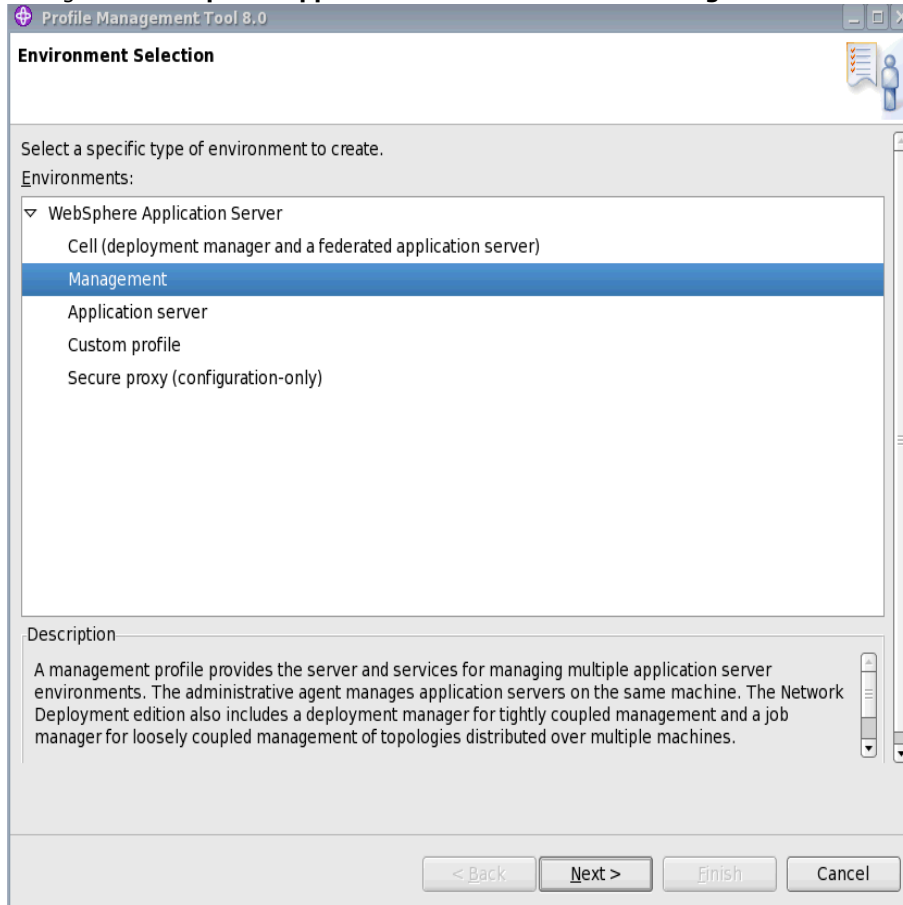 Profile Management Tool 8.0
Environment Selection
Select a specific type of environment to create.
Environments:
WebSphere Application Server
Cell (deployment manager and a federated application server)
Management
Application server
Custom profile
Secure proxy (configuration-only)
Description
A management profile provides the server and services for managing multiple application server
environments. The administrative agent manages application servers on the same machine. The Network
Deployment edition also includes a deployment manager for tightly coupled management and a job
manager for loosely coupled management of topologies distributed over multiple machines.
< Back
Next >
Finish
Cancel